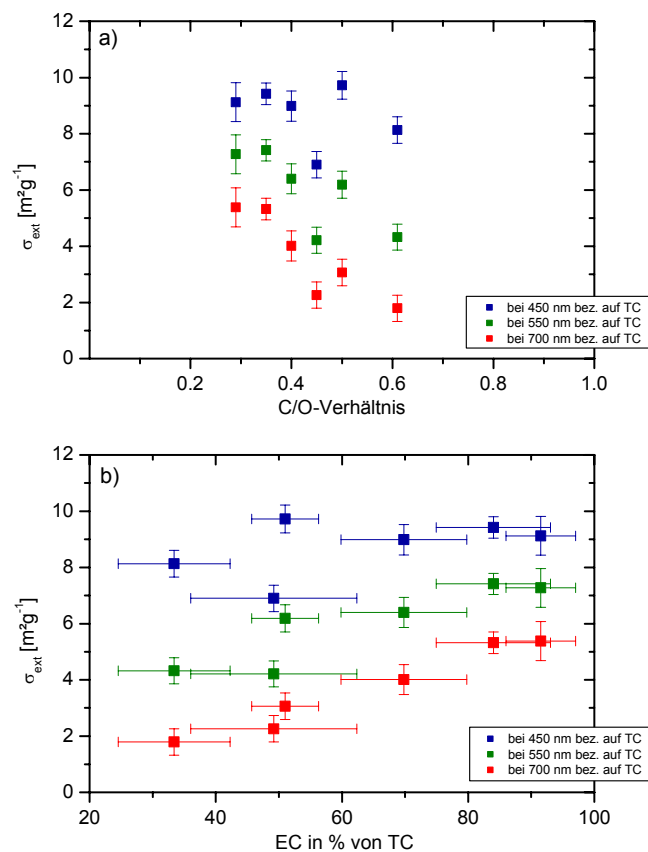 a)
12
10
8
6
4
2
0
σext [m²g-1]
0.2 0.4 0.6 0.8 1.0
C/O-Verhältnis
bei 450 nm bez. auf TC
bei 550 nm bez. auf TC
bei 700 nm bez. auf TC
b)
12
10
8
6
4
2
0
σext [m²g-1]
20 40 60 80 100
EC in % von TC
bei 450 nm bez. auf TC
bei 550 nm bez. auf TC
bei 700 nm bez. auf TC